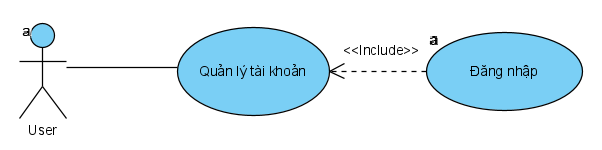 a
User
Quản lý tài khoản
<<Include>>
a
Đăng nhập